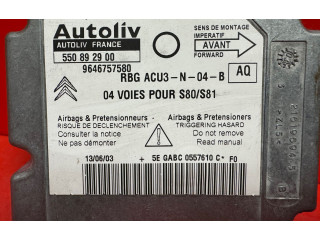 Autoliv
AUTOLIV FRANCE
550 89 29 00
9646757580
SENS DE MONTAGE
IMPERATIF
AVANT
FORWARD
RBG ACU3-N-04-B
AQ
04 VOIES POUR S80/S81
Airbags & Pretensionneurs
RISQUE DE DECLENCHEMENT
Consulter la notice
Ne pas démonter
Airbags & Pretensioners
TRIGGERING HAZARD
Do not remove
Read manual
13/06/03 + 5E GABC 0557610 C* F0